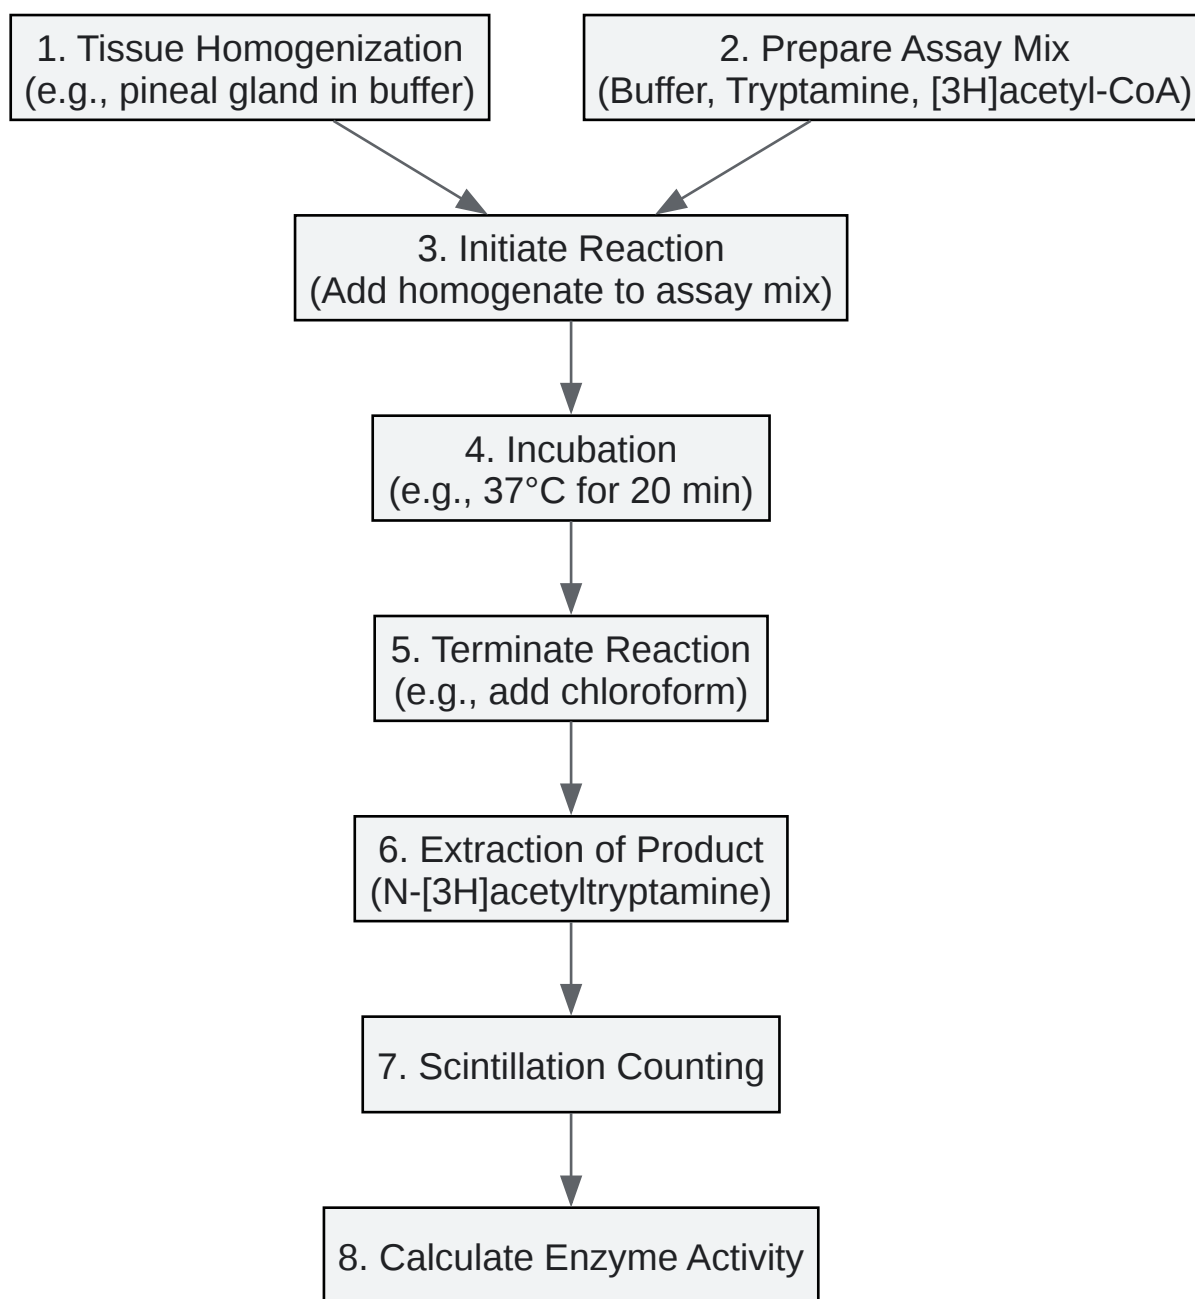 1. Tissue Homogenization
(e.g., pineal gland in buffer)
2. Prepare Assay Mix
(Buffer, Tryptamine, [3H]acetyl-CoA)
3. Initiate Reaction
(Add homogenate to assay mix)
4. Incubation
(e.g., 37°C for 20 min)
5. Terminate Reaction
(e.g., add chloroform)
6. Extraction of Product
(N-[3H]acetyltryptamine)
7. Scintillation Counting
8. Calculate Enzyme Activity